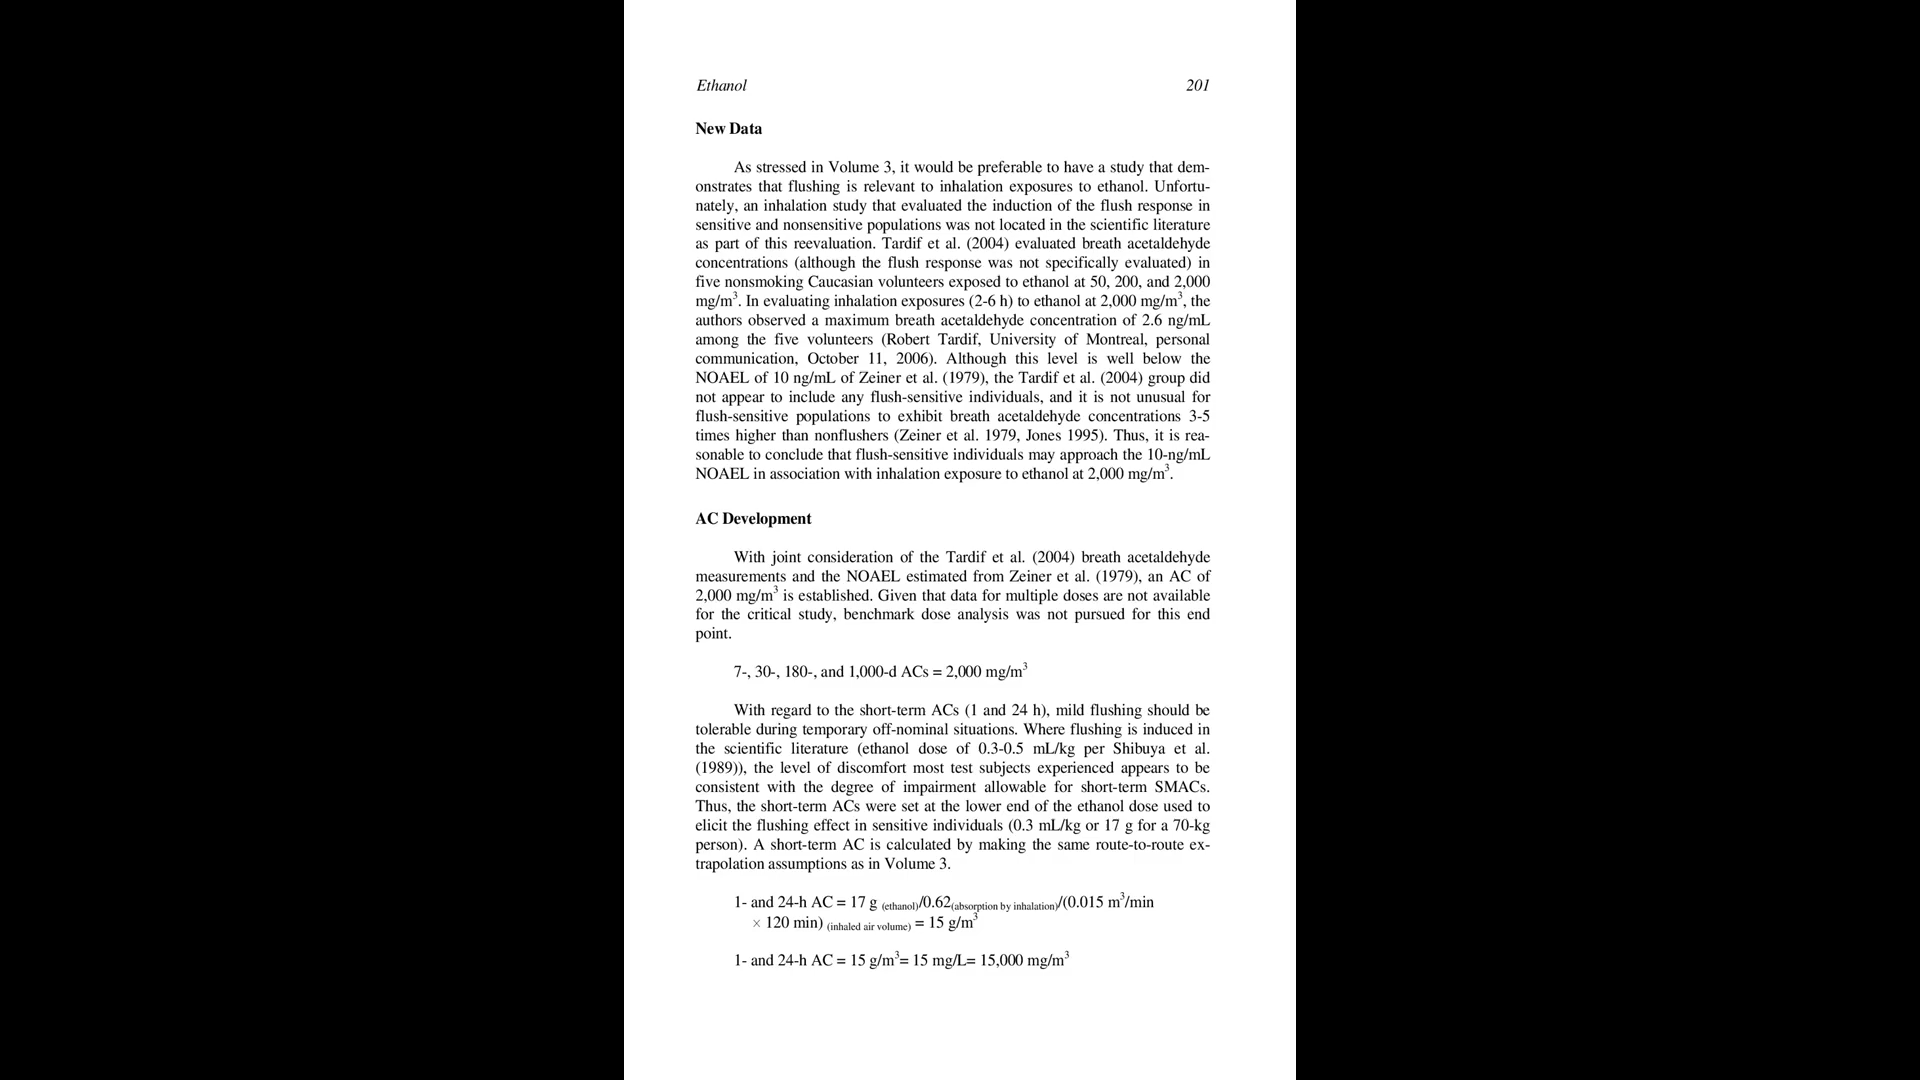 Ethanol 201
New Data
As stressed in Volume 3, it would be preferable to have a study that dem-
onstrates that flushing is relevant to inhalation exposures to ethanol. Unfortu-
nately, an inhalation study that evaluated the induction of the flush response in
sensitive and nonsensitive populations was not located in the scientific literature
as part of this reevaluation. Tardif et al. (2004) evaluated breath acetaldehyde
concentrations (although the flush response was not specifically evaluated) in
five nonsmoking Caucasian volunteers exposed to ethanol at 50, 200, and 2,000
mg/m³. In evaluating inhalation exposures (2-6 h) to ethanol at 2,000 mg/m³, the
authors observed a maximum breath acetaldehyde concentration of 2.6 ng/mL
among the five volunteers (Robert Tardif, University of Montreal, personal
communication, October 11, 2006). Although this level is well below the
NOAEL of 10 ng/mL of Zeiner et al. (1979), the Tardif et al. (2004) group did
not appear to include any flush-sensitive individuals, and it is not unusual for
flush-sensitive populations to exhibit breath acetaldehyde concentrations 3-5
times higher than nonflushers (Zeiner et al. 1979, Jones 1995). Thus, it is rea-
sonable to conclude that flush-sensitive individuals may approach the 10-ng/mL
NOAEL in association with inhalation exposure to ethanol at 2,000 mg/m³.
AC Development
With joint consideration of the Tardif et al. (2004) breath acetaldehyde
measurements and the NOAEL estimated from Zeiner et al. (1979), an AC of
2,000 mg/m³ is established. Given that data for multiple doses are not available
for the critical study, benchmark dose analysis was not pursued for this end
point.
7-, 30-, 180-, and 1,000-d ACs = 2,000 mg/m³
With regard to the short-term ACs (1 and 24 h), mild flushing should be
tolerable during temporary off-nominal situations. Where flushing is induced in
the scientific literature (ethanol dose of 0.3-0.5 mL/kg per Shibuya et al.
(1989)), the level of discomfort most test subjects experienced appears to be
consistent with the degree of impairment allowable for short-term SMACs.
Thus, the short-term ACs were set at the lower end of the ethanol dose used to
elicit the flushing effect in sensitive individuals (0.3 mL/kg or 17 g for a 70-kg
person). A short-term AC is calculated by making the same route-to-route ex-
trapolation assumptions as in Volume 3.
1- and 24-h AC = 17 g (ethanol)/0.62(absorption by inhalation)/(0.015 m³/min
× 120 min) (inhaled air volume) = 15 g/m³
1- and 24-h AC = 15 g/m³= 15 mg/L= 15,000 mg/m³